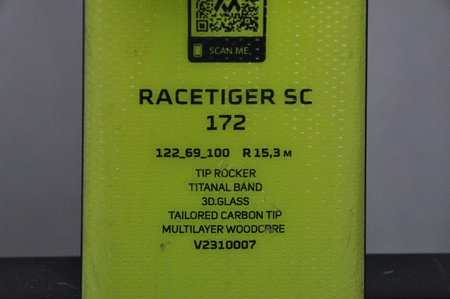 SCAN ME.
RACETIGER SC
172
122_69_100 R 15,3 M
TIP ROCKER
TITANAL BAND
3D.GLASS
TAILORED CARBON TIP
MULTILAYER WOODCORE
V2310007